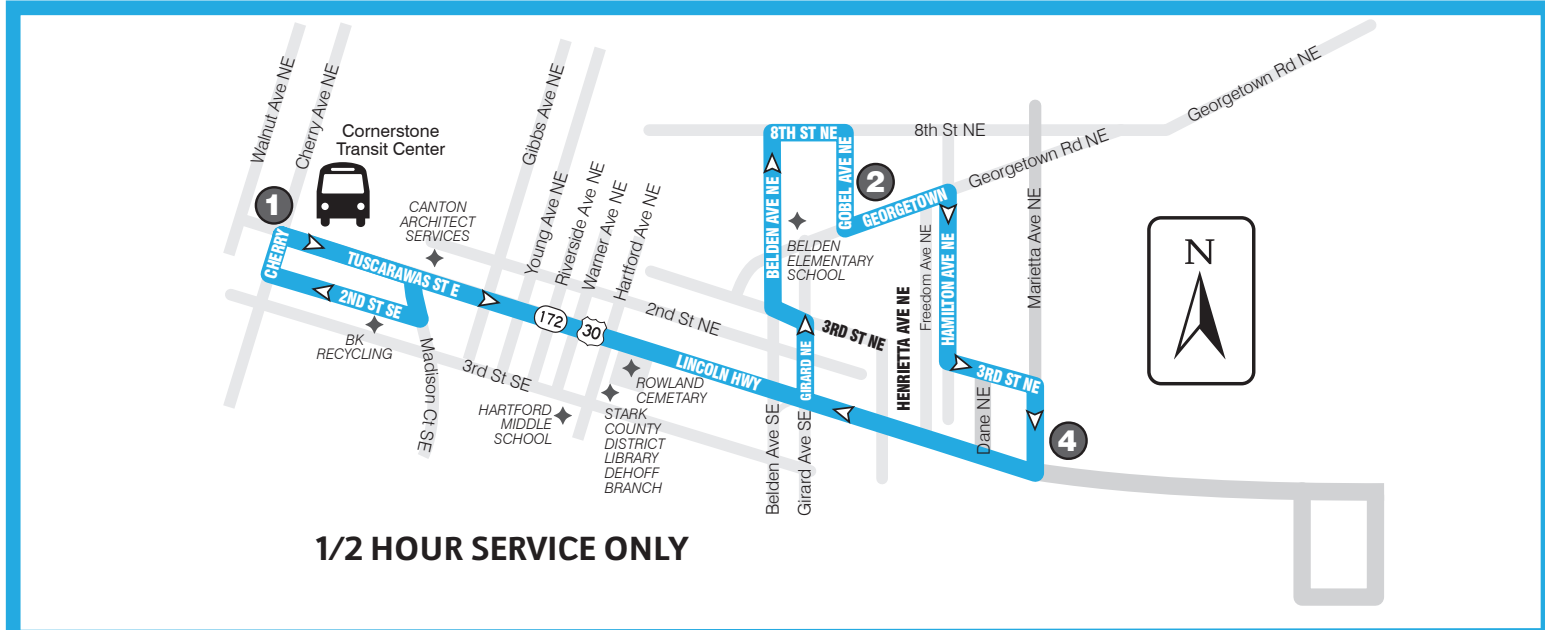 Walnut Ave NE
Cherry Ave NE
Cornerstone
Transit Center
1
CANTON
ARCHITECT
SERVICES
CHERRY
TUSCARAWAS ST E
2ND ST SE
BK
RECYCLING
Madison Ct SE
3rd St SE
Gibbs Ave NE
Young Ave NE
Riverside Ave NE
Warner Ave NE
Hartford Ave NE
172
30
2nd St NE
LINCOLN HWY
ROWLAND
CEMETARY
HARTFORD
MIDDLE
SCHOOL
STARK
COUNTY
DISTRICT
LIBRARY
DEHOFF
BRANCH
8TH ST NE
8th St NE
BELDEN AVE NE
GOBEL AVE NE
2
GEORGETOWN
Georgetown Rd NE
Georgetown Rd NE
BELDEN
ELEMENTARY
SCHOOL
3RD ST NE
GIRARD NE
Belden Ave SE
Girard Ave SE
HENRIETTA AVE NE
Freedom Ave NE
HAMILTON AVE NE
3RD ST NE
Dane NE
Marietta Ave NE
4
N
1/2 HOUR SERVICE ONLY